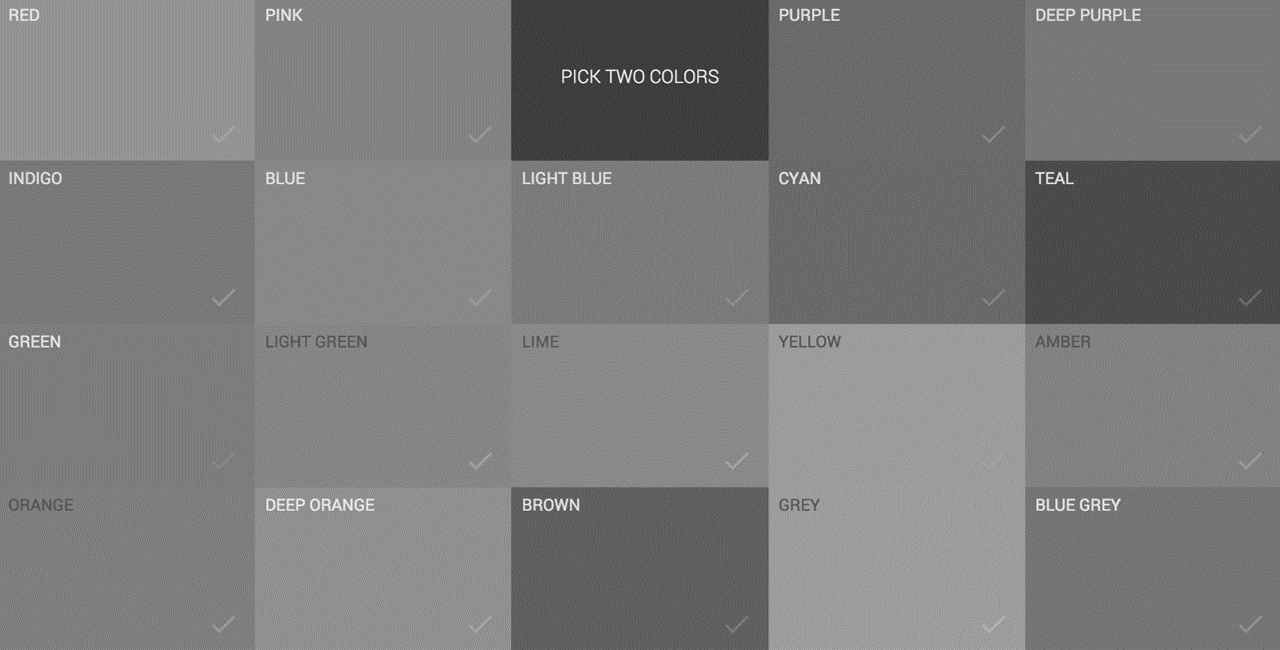 RED
PINK
PICK TWO COLORS
PURPLE
DEEP PURPLE
INDIGO
BLUE
LIGHT BLUE
CYAN
TEAL
GREEN
LIGHT GREEN
LIME
YELLOW
AMBER
ORANGE
DEEP ORANGE
BROWN
GREY
BLUE GREY